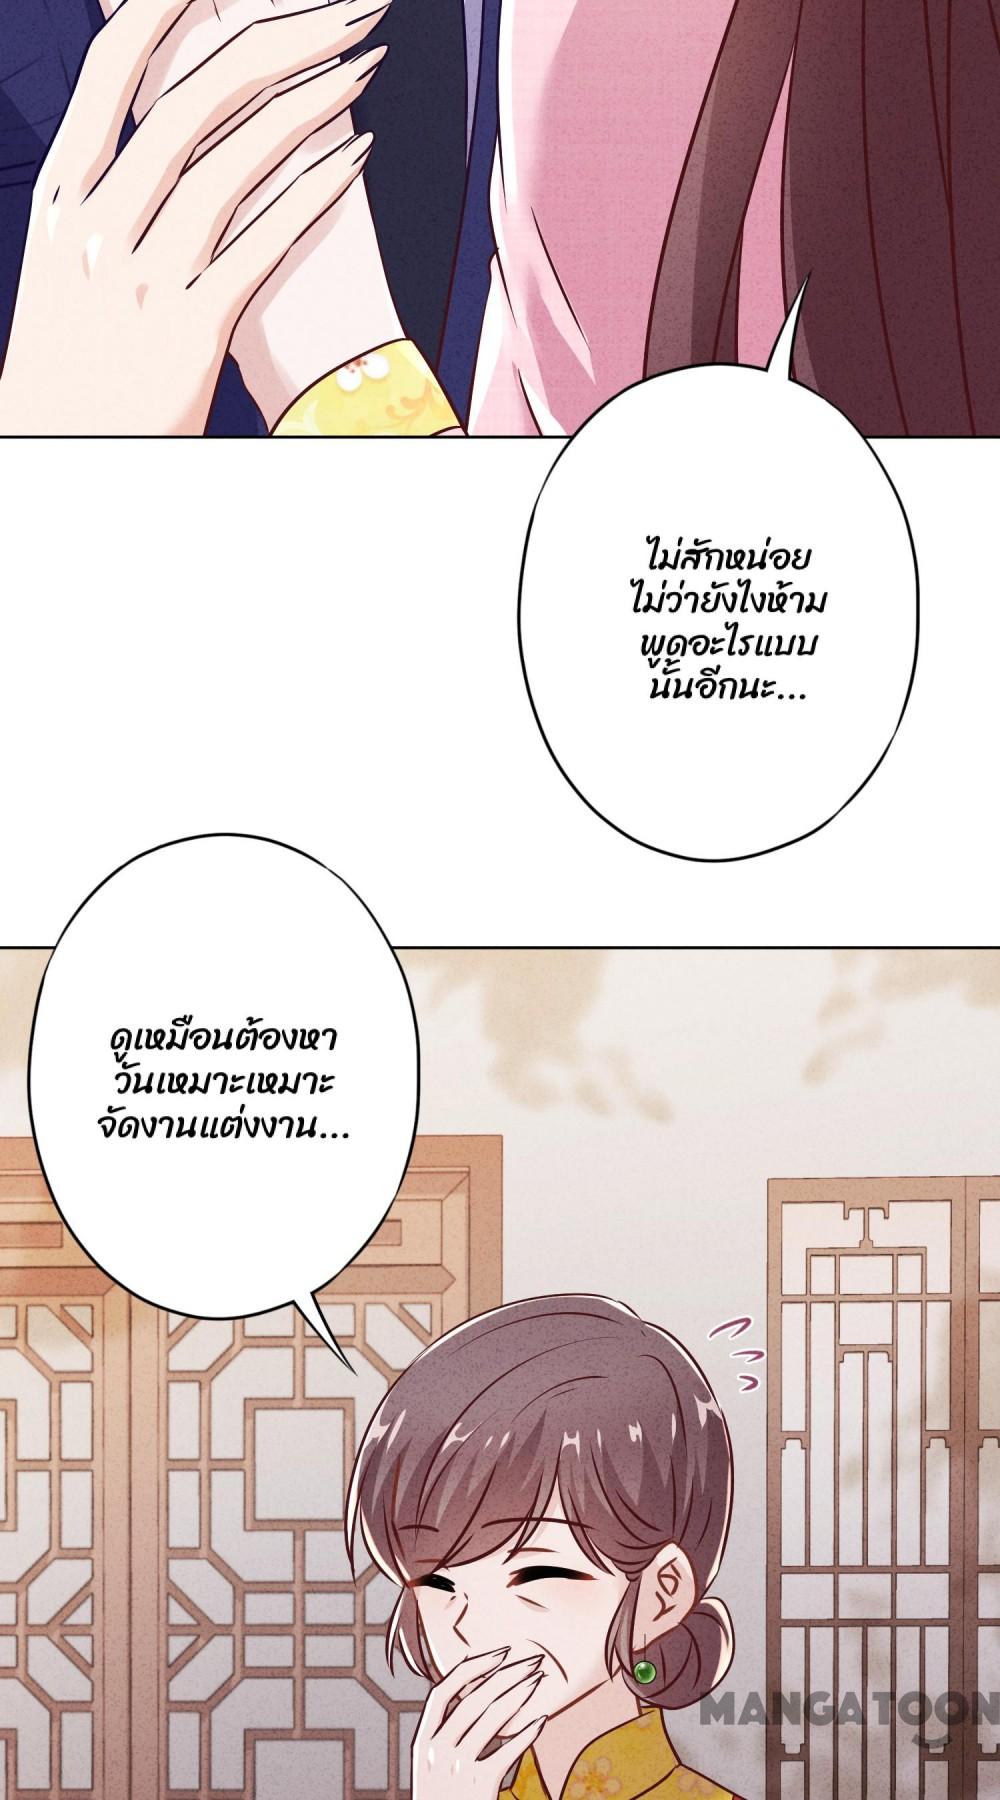 ไม่สักหน่อย
ไม่ว่ายังไงห้าม
พูดอะไรแบบ
นั้นอีกนะ...
ดูเหมือนต้องหา
วันเหมาะเหมาะ
จัดงานแต่งงาน...
MANGATOON